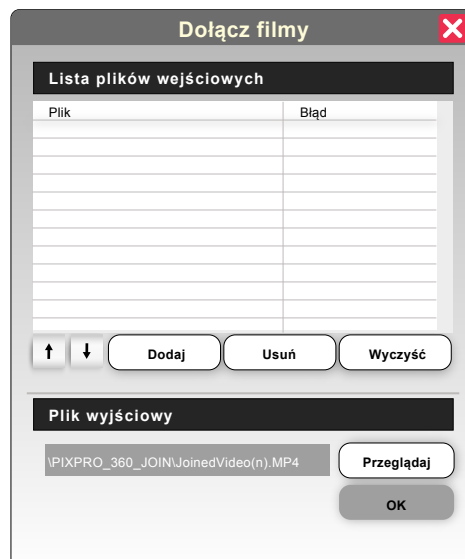 Dołącz filmy
Lista plików wejściowych
Plik Błąd
Dodaj Usuń Wyczyść
Plik wyjściowy
\PIXPRO_360_JOIN\JoinedVideo(n).MP4 Przeglądaj
OK